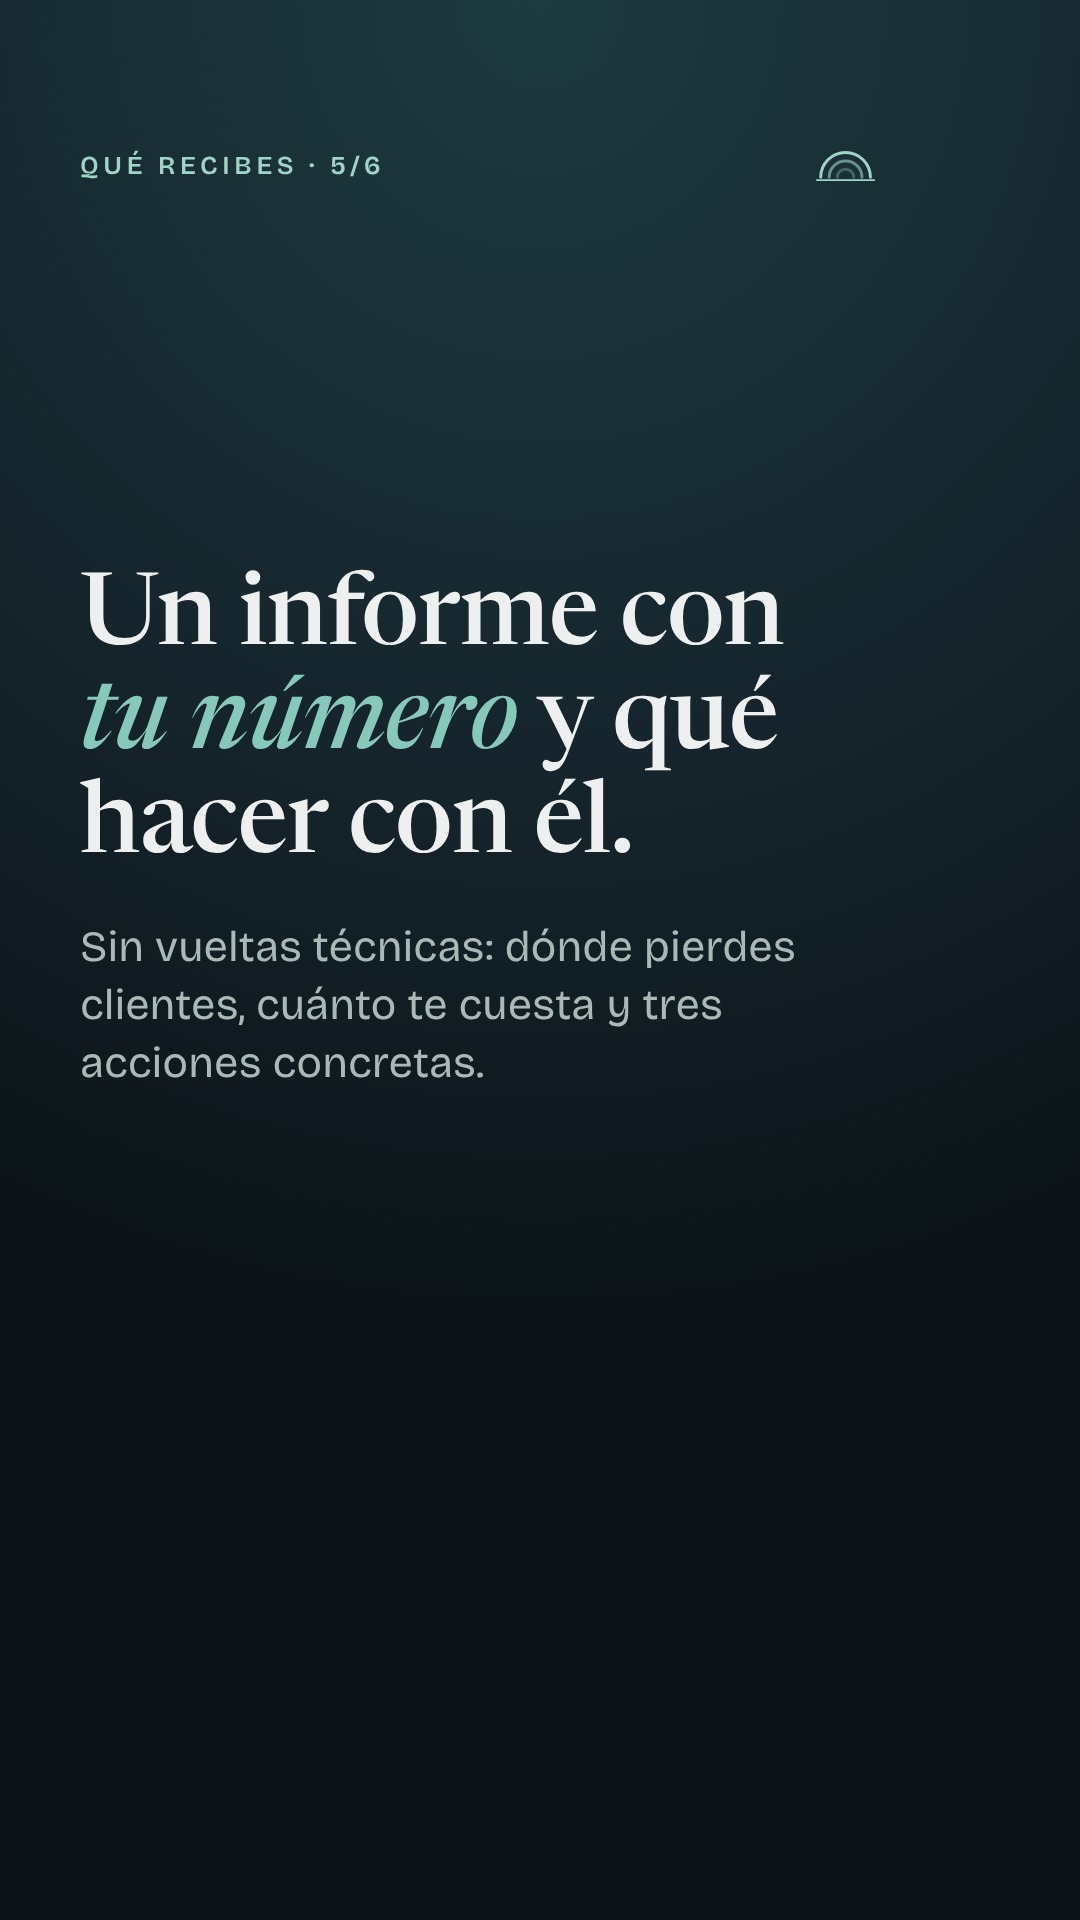 QUÉ RECIBES · 5/6
Un informe con
tu número y qué
hacer con él.
Sin vueltas técnicas: dónde pierdes
clientes, cuánto te cuesta y tres
acciones concretas.